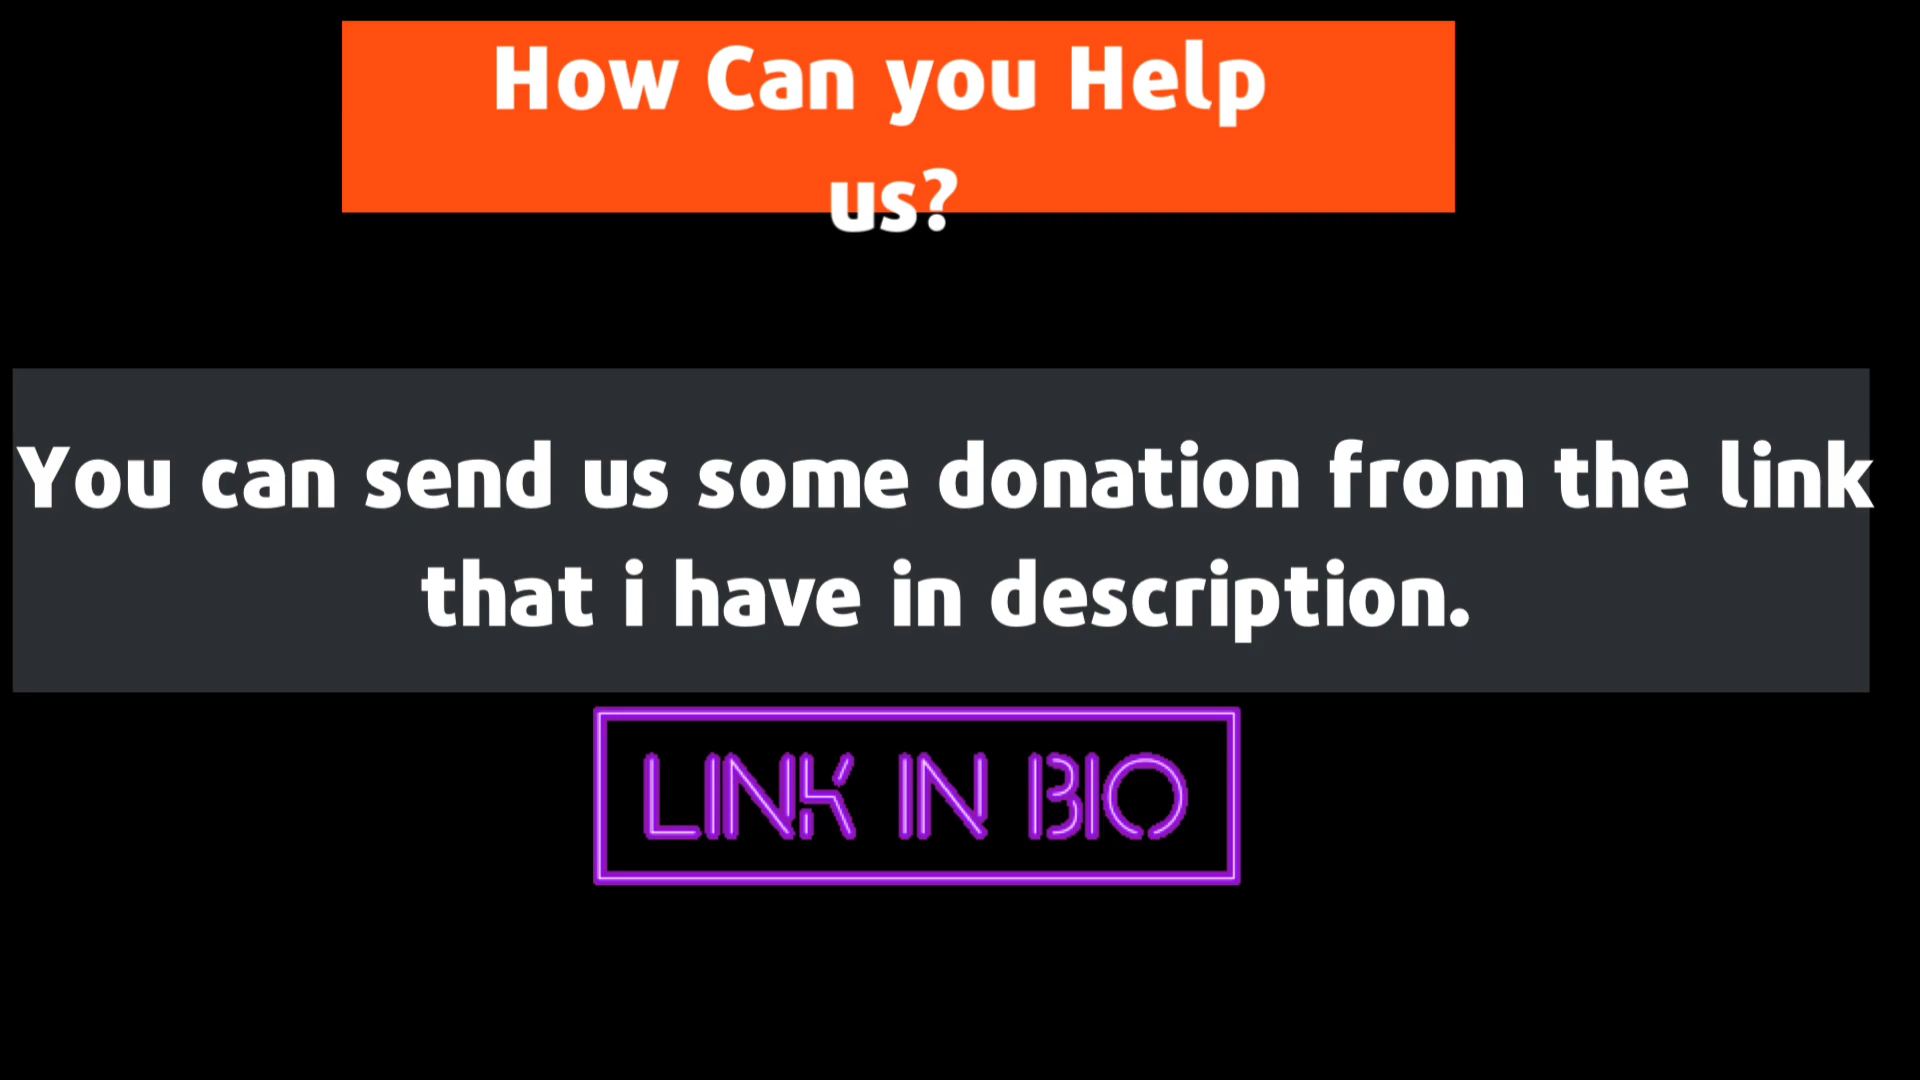 How Can you Help
us?
You can send us some donation from the link
that i have in description.
LINK IN BIO